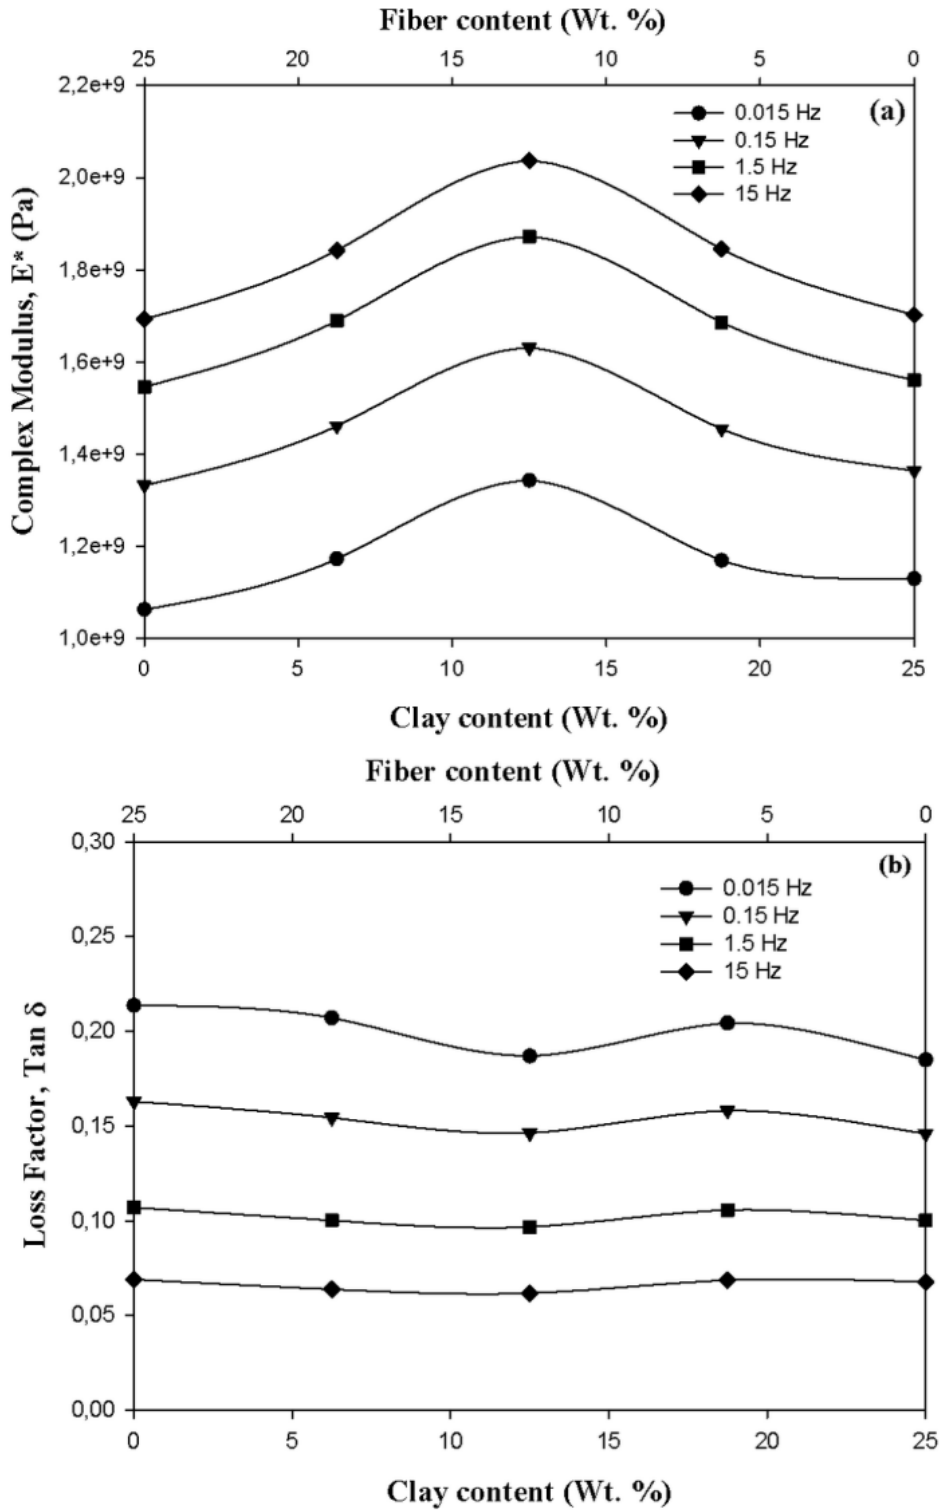 Fiber content (Wt. %)
25 20 15 10 5 0
2,2e+9
(a)
0.015 Hz
0.15 Hz
1.5 Hz
15 Hz
2,0e+9
1,8e+9
1,6e+9
1,4e+9
1,2e+9
1,0e+9
Complex Modulus, E* (Pa)
0 5 10 15 20 25
Clay content (Wt. %)
Fiber content (Wt. %)
25 20 15 10 5 0
0,30
(b)
0.015 Hz
0.15 Hz
1.5 Hz
15 Hz
0,25
0,20
0,15
0,10
0,05
0,00
Loss Factor, Tan δ
0 5 10 15 20 25
Clay content (Wt. %)